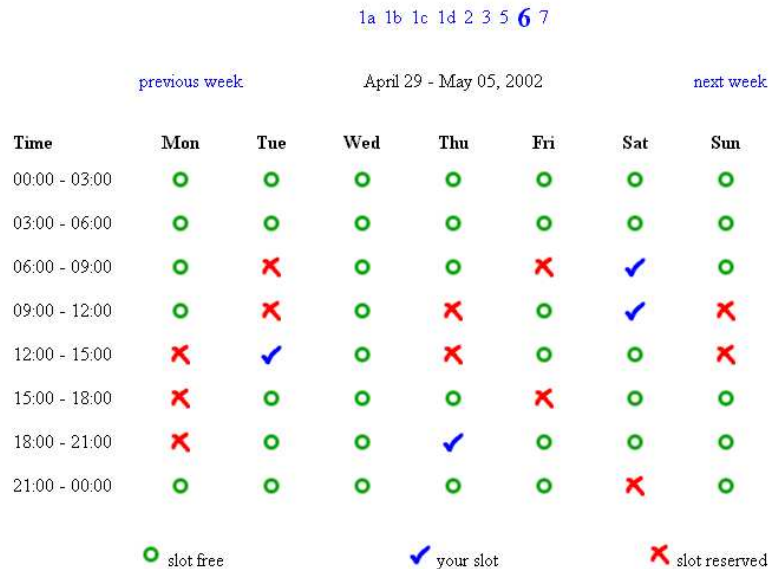 1a 1b 1c 1d 2 3 5 6 7
previous week April 29 - May 05, 2002 next week
Time Mon Tue Wed Thu Fri Sat Sun
00:00 - 03:00
03:00 - 06:00
06:00 - 09:00
09:00 - 12:00
12:00 - 15:00
15:00 - 18:00
18:00 - 21:00
21:00 - 00:00
slot free your slot slot reserved